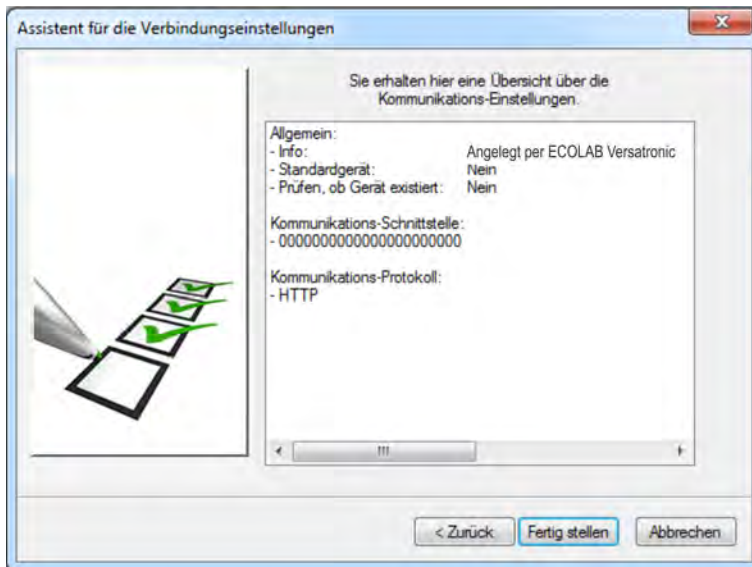 Assistent für die Verbindungseinstellungen
Sie erhalten hier eine Übersicht über die
Kommunikations-Einstellungen.
Allgemein:
- Info: Angelegt per ECOLAB Versatronic
- Standardgerät: Nein
- Prüfen, ob Gerät existiert: Nein
Kommunikations-Schnittstelle:
- 0000000000000000000000
Kommunikations-Protokoll:
- HTTP
< Zurück Fertig stellen Abbrechen